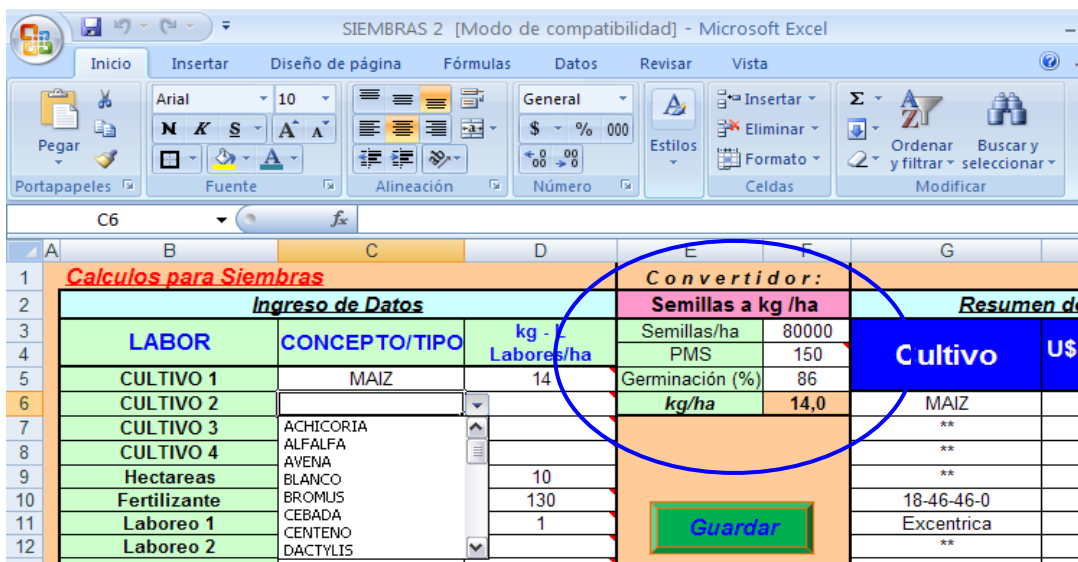 SIEMBRAS 2 [Modo de compatibilidad] - Microsoft Excel
Inicio Insertar Diseño de página Fórmulas Datos Revisar Vista
Pegar
Portapapeles
Arial 10
N K S A A
A
Fuente
Alineación
General
$ % 000
Número
Estilos
Insertar
Eliminar
Formato
Celdas
Σ
Ordenar y filtrar
Buscar y seleccionar
Modificar
C6 fx
A B C D E F G
1 Calculos para Siembras Convertidor:
2 Ingreso de Datos Semillas a kg /ha Resumen de
3 LABOR CONCEPTO/TIPO kg - L Semillas/ha 80000 Cultivo U$
4 Labores/ha PMS 150
5 CULTIVO 1 MAIZ 14 Germinación (%) 86
6 CULTIVO 2 kg/ha 14,0 MAIZ
7 CULTIVO 3 ACHICORIA **
8 CULTIVO 4 ALFALFA **
AVENA
9 Hectareas BLANCO 10 **
10 Fertilizante BROMUS 130 18-46-46-0
11 Laboreo 1 CEBADA 1 Guardar Excentrica
CENTENO
12 Laboreo 2 DACTYLIS **